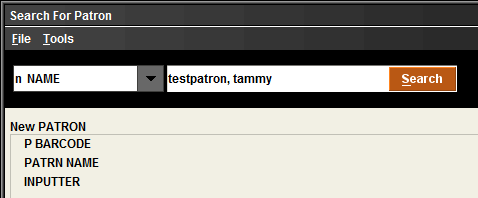 Search For Patron
File Tools
n NAME testpatron, tammy Search
New PATRON
P BARCODE
PATRN NAME
INPUTTER